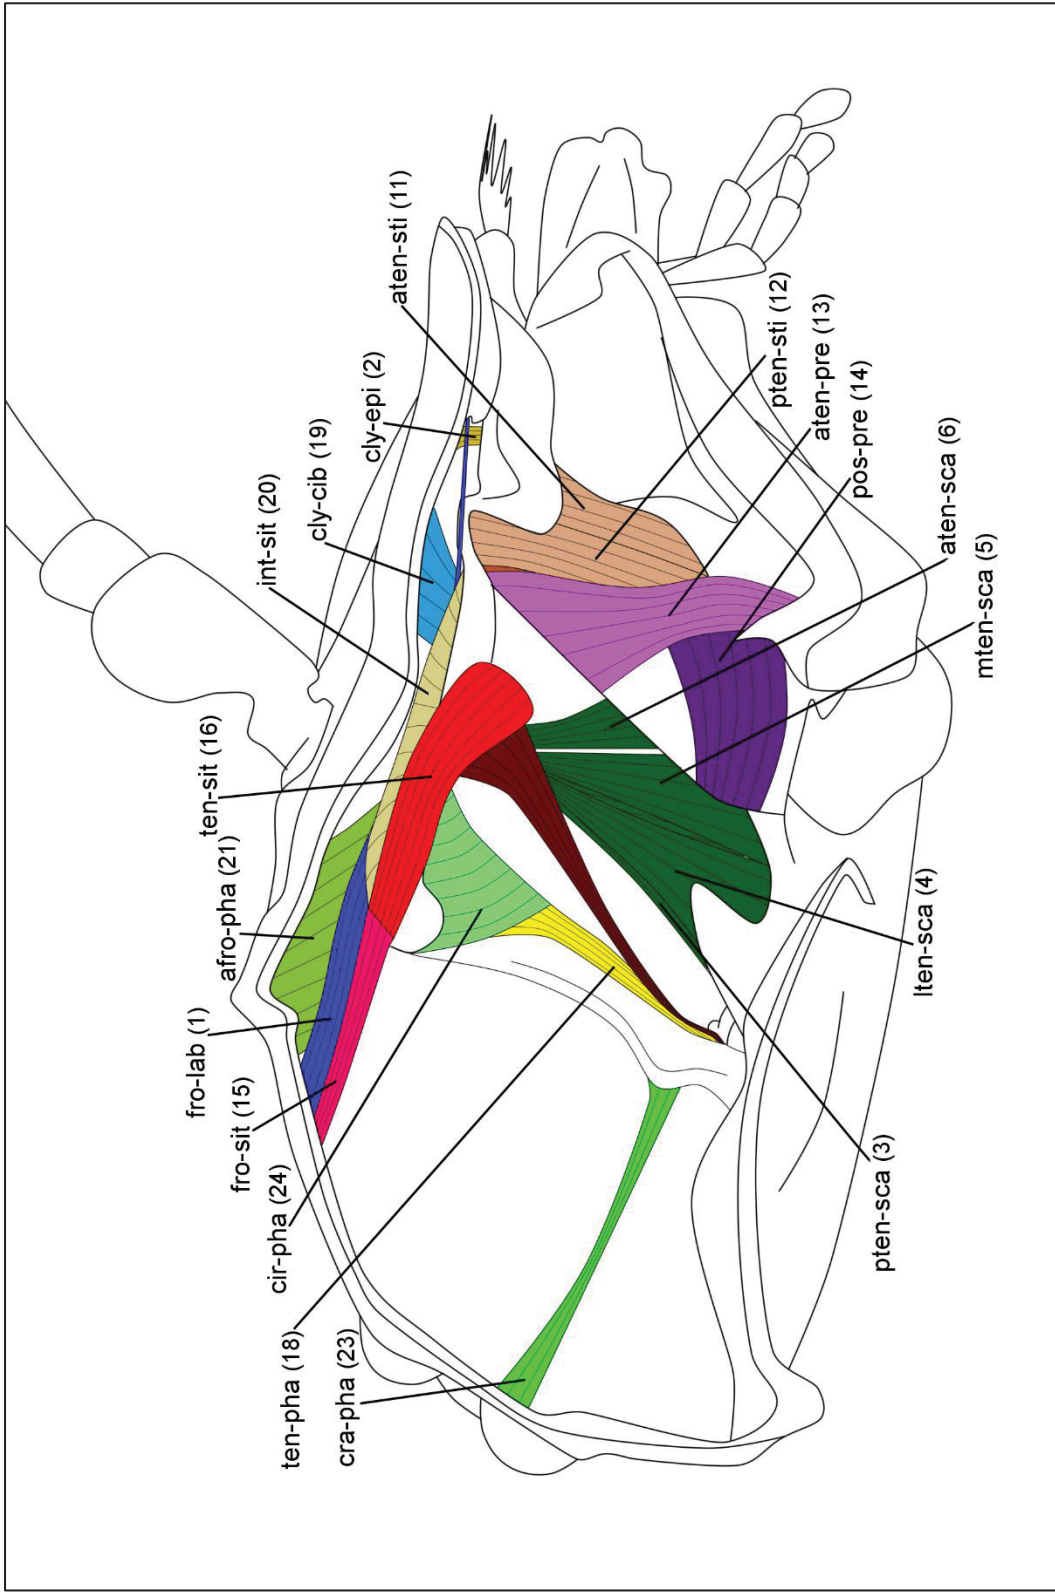 ten-pha (18)
cra-pha (23)
cir-pha (24)
fro-sit (15)
fro-lab (1)
afro-pha (21)
ten-sit (16)
int-sit (20)
cly-cib (19)
cly-epi (2)
aten-sti (11)
pten-sti (12)
aten-pre (13)
pos-pre (14)
aten-sca (6)
mten-sca (5)
lten-sca (4)
pten-sca (3)